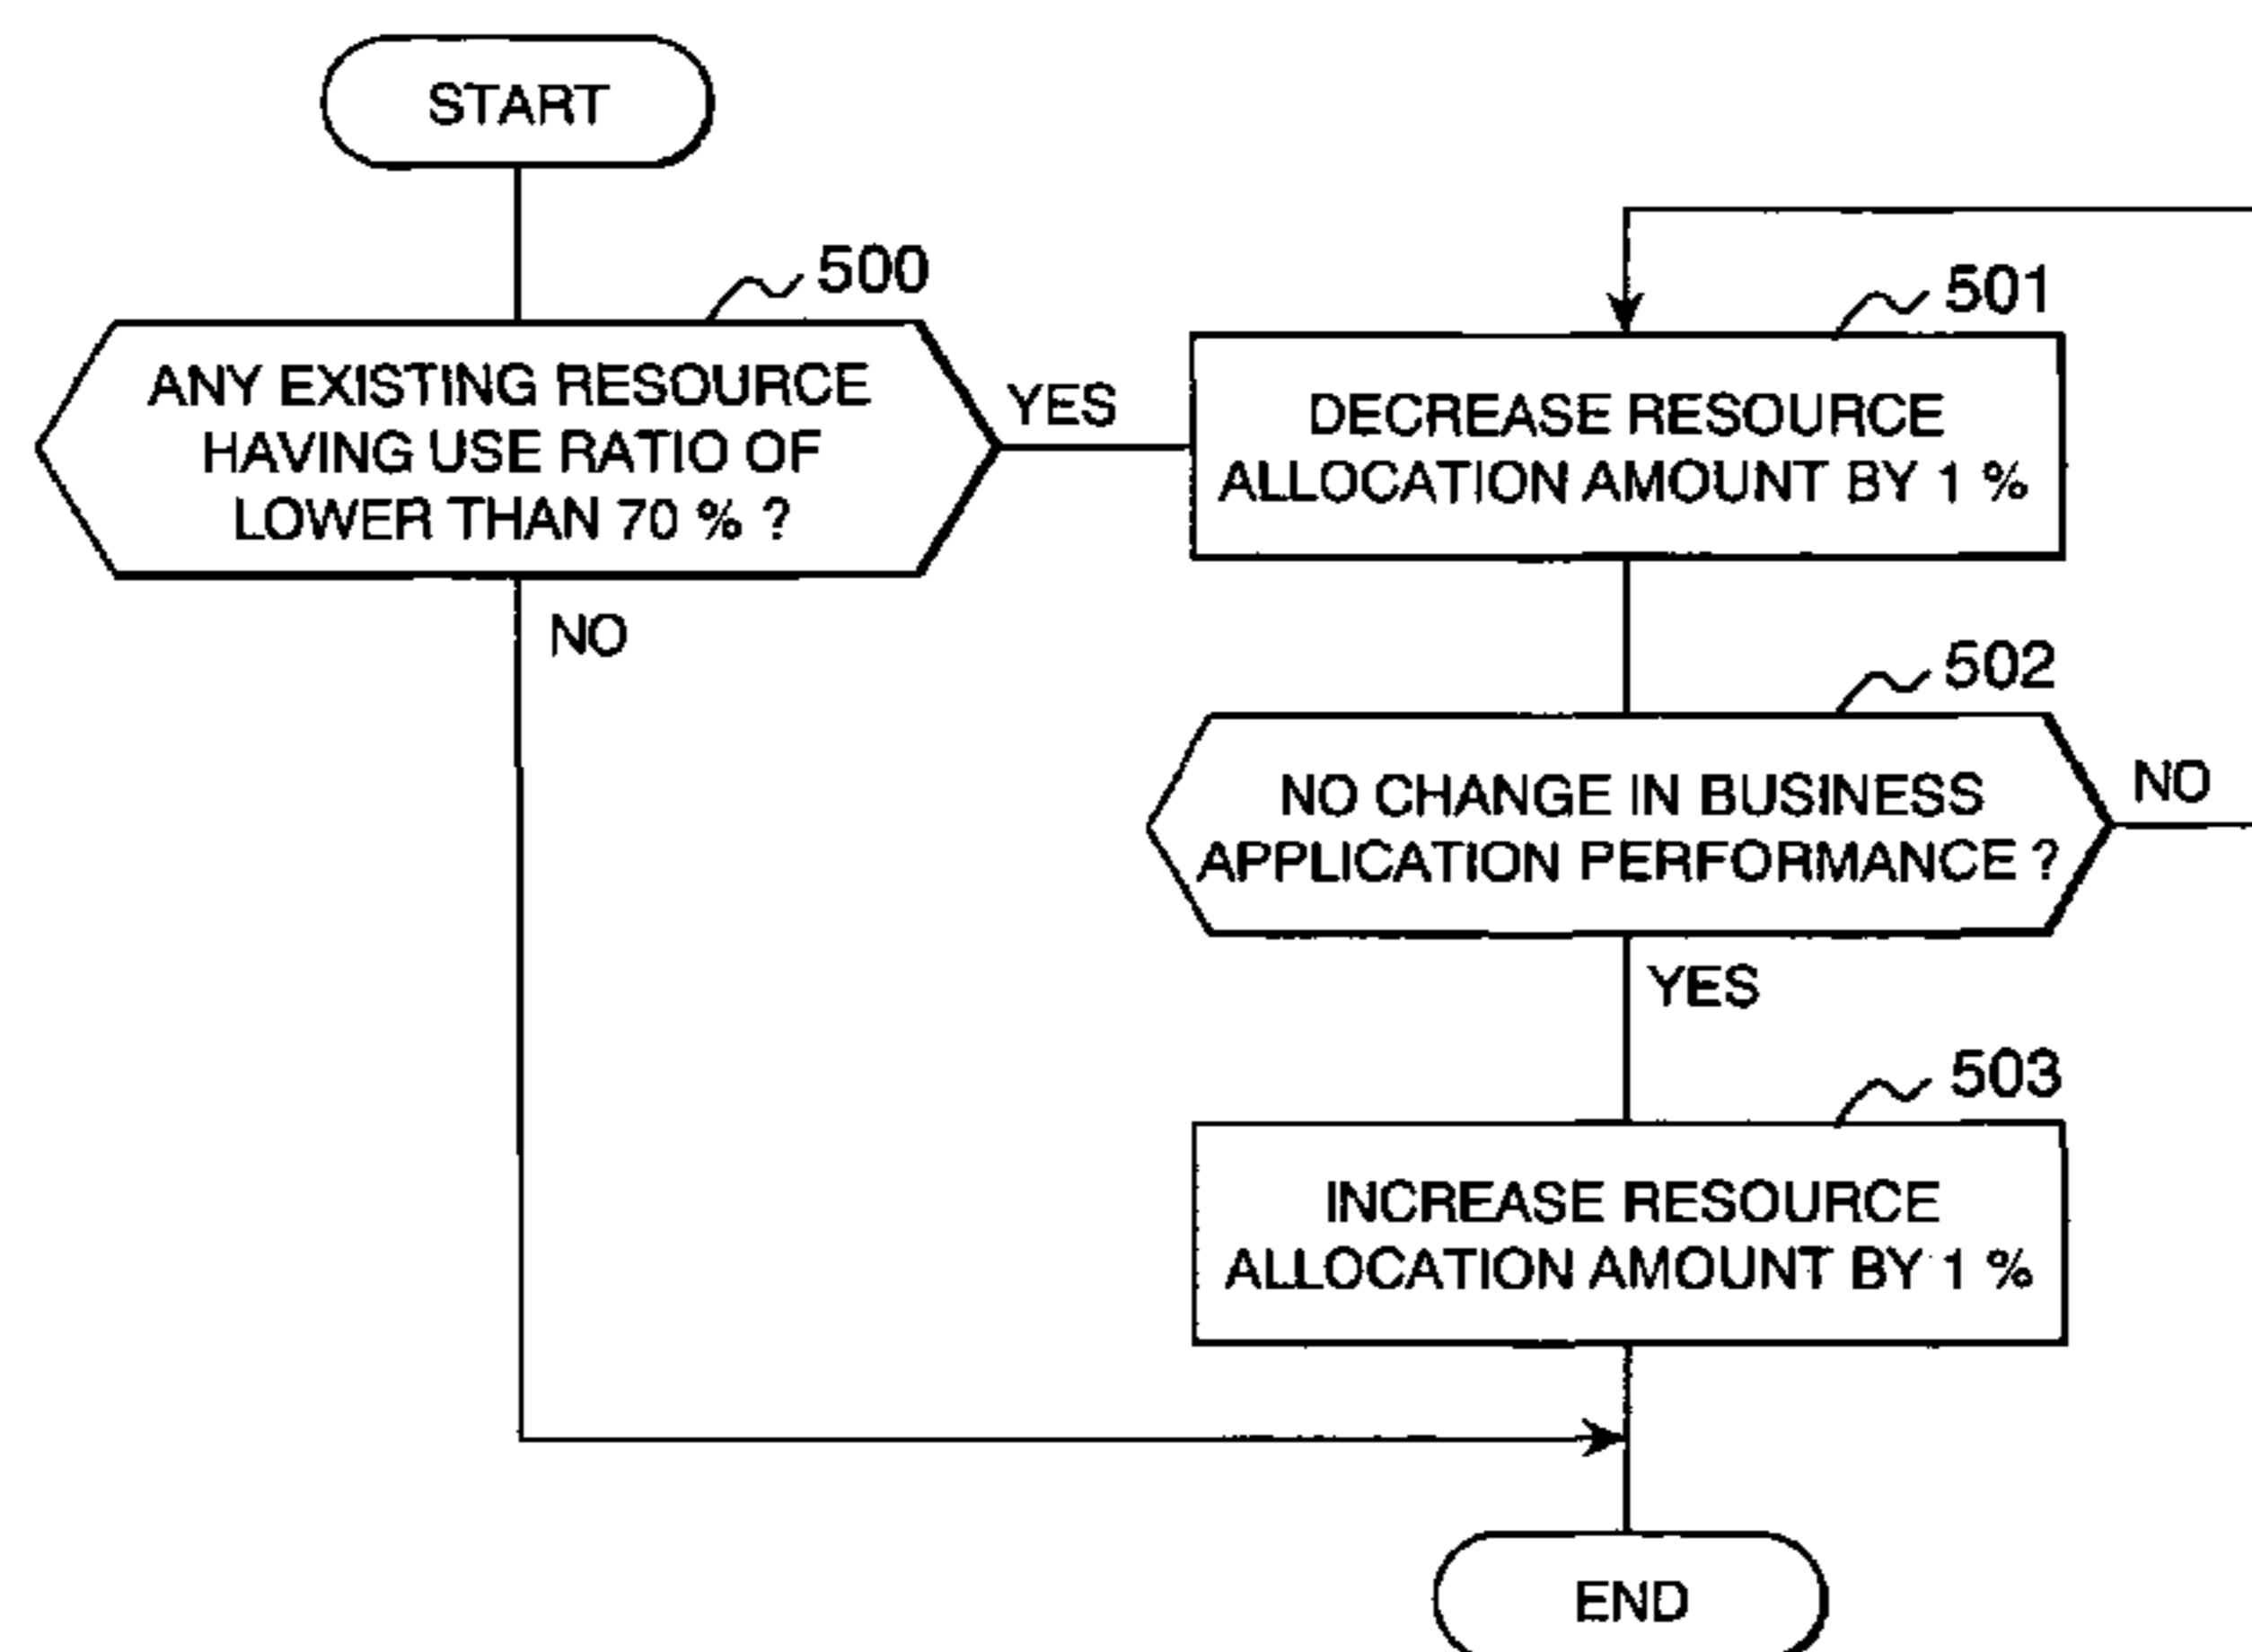 START
500
ANY EXISTING RESOURCE
HAVING USE RATIO OF
LOWER THAN 70 % ?
YES
NO
501
DECREASE RESOURCE
ALLOCATION AMOUNT BY 1 %
502
NO CHANGE IN BUSINESS
APPLICATION PERFORMANCE ?
NO
YES
503
INCREASE RESOURCE
ALLOCATION AMOUNT BY 1 %
END